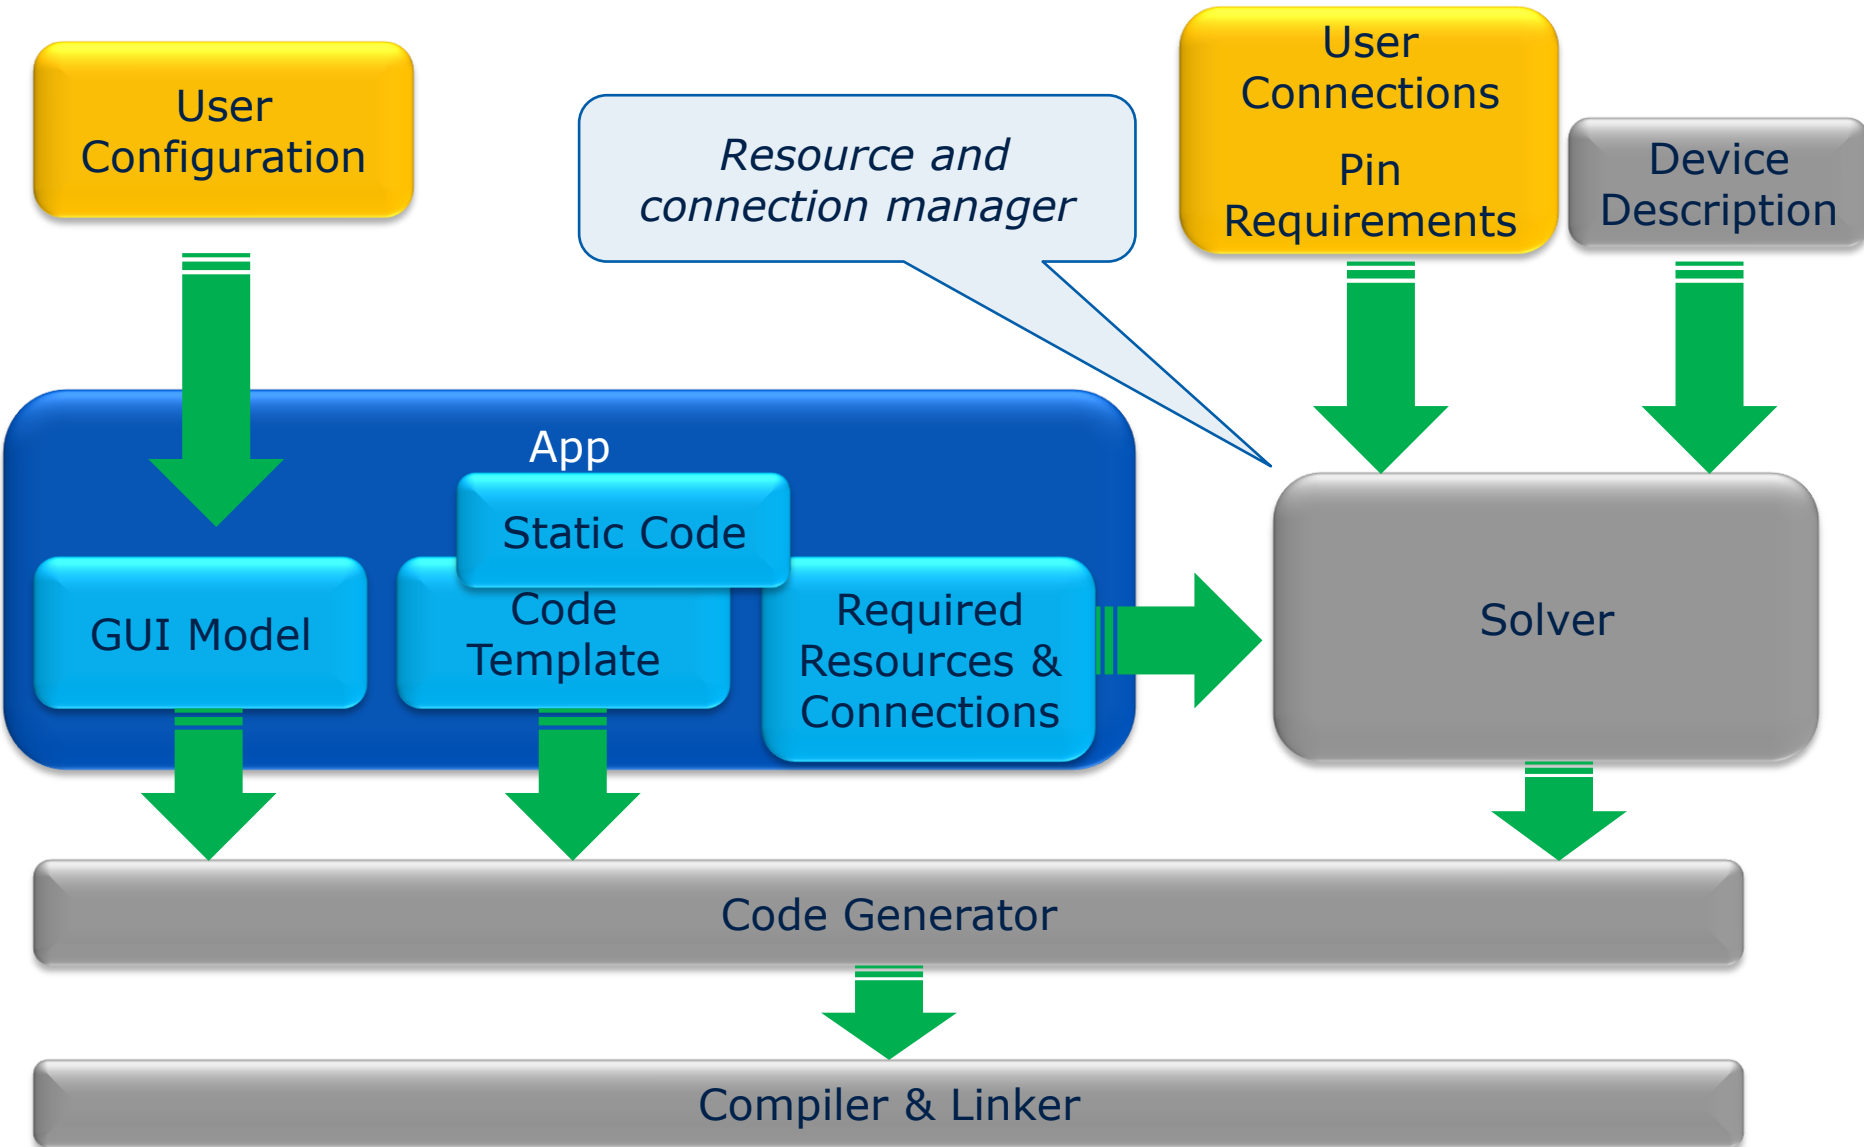 User
Configuration
Resource and
connection manager
User
Connections
Pin
Requirements
Device
Description
App
Static Code
GUI Model
Code
Template
Required
Resources &
Connections
Solver
Code Generator
Compiler & Linker